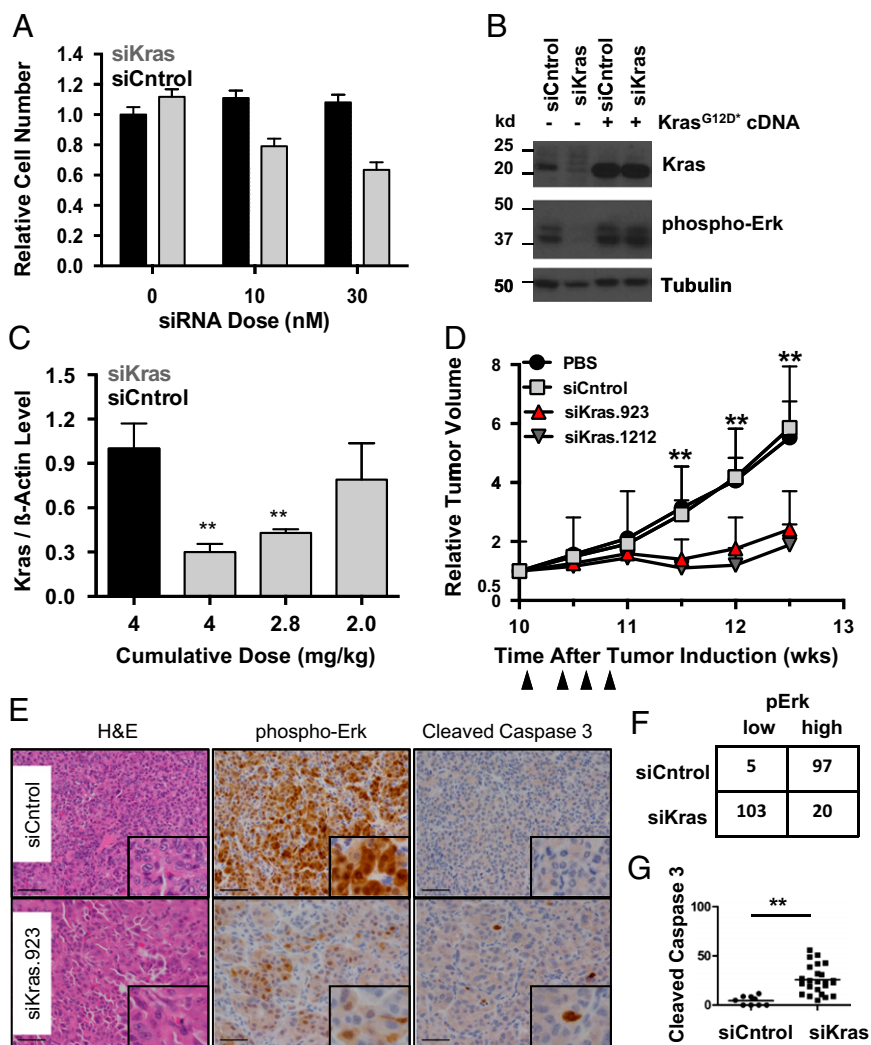 A
siKras
siCntrol
1.4
1.2
1.0
0.8
0.6
0.4
0.2
0.0
Relative Cell Number
0 10 30
siRNA Dose (nM)
B
siCntrol siKras siCntrol siKras
kd - - + + KrasG12D* cDNA
25
20
Kras
50
37
phospho-Erk
50
Tubulin
C
siKras
siCntrol
1.5
1.2
0.9
0.6
0.3
0.0
Kras / ß-Actin Level
** **
4 4 2.8 2.0
Cumulative Dose (mg/kg)
D
PBS
siCntrol
siKras.923
siKras.1212
8
6
4
2
1
0.5
0
Relative Tumor Volume
** ** **
10 11 12 13
Time After Tumor Induction (wks)
E
H&E phospho-Erk Cleaved Caspase 3
siCntrol
siKras.923
F
pErk
low high
siCntrol 5 97
siKras 103 20
G
Cleaved Caspase 3
100
50
0
**
siCntrol siKras